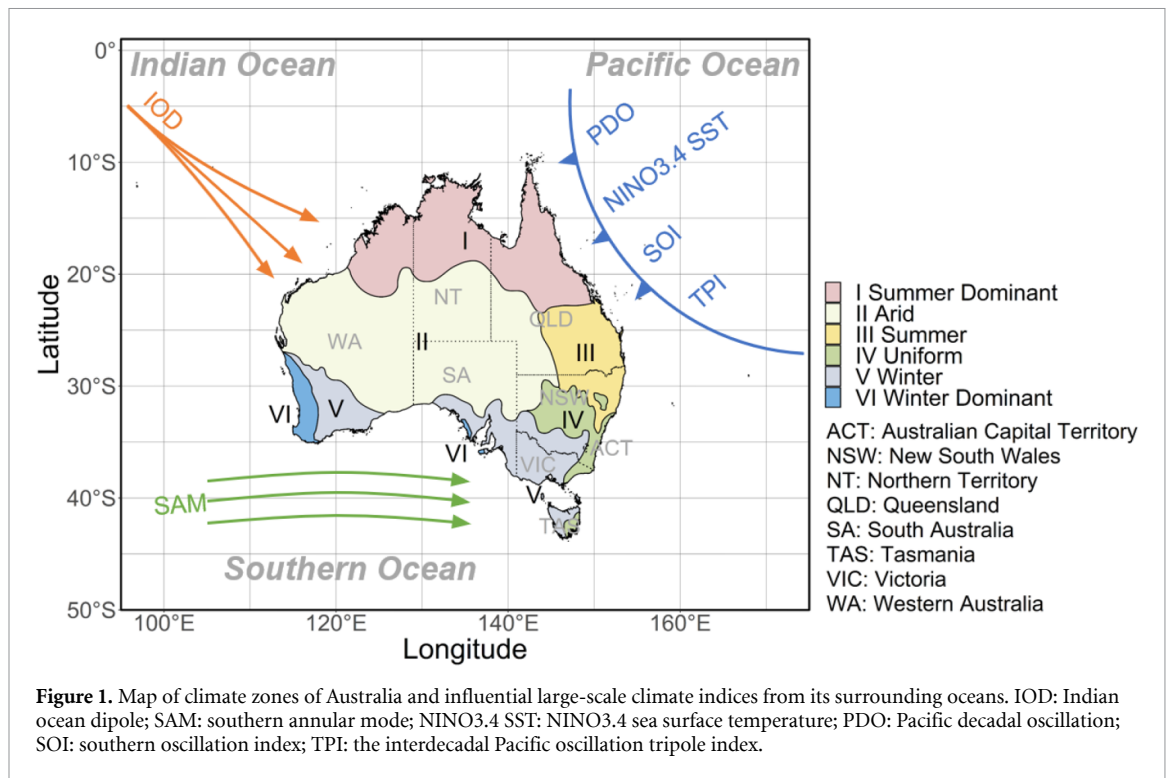 0°
Indian Ocean
Pacific Ocean
IOD
PDO
10°S
NINO3.4 SST
SOI
I
20°S
TPI
NT
QLD
WA
II
III
SA
30°S
NSW
VI
V
IV
VI
ACT
VIC
40°S
SAM
V
TAS
Southern Ocean
50°S
100°E
120°E
140°E
160°E
Latitude
Longitude
I Summer Dominant
II Arid
III Summer
IV Uniform
V Winter
VI Winter Dominant
ACT: Australian Capital Territory
NSW: New South Wales
NT: Northern Territory
QLD: Queensland
SA: South Australia
TAS: Tasmania
VIC: Victoria
WA: Western Australia
Figure 1. Map of climate zones of Australia and influential large-scale climate indices from its surrounding oceans. IOD: Indian
ocean dipole; SAM: southern annular mode; NINO3.4 SST: NINO3.4 sea surface temperature; PDO: Pacific decadal oscillation;
SOI: southern oscillation index; TPI: the interdecadal Pacific oscillation tripole index.